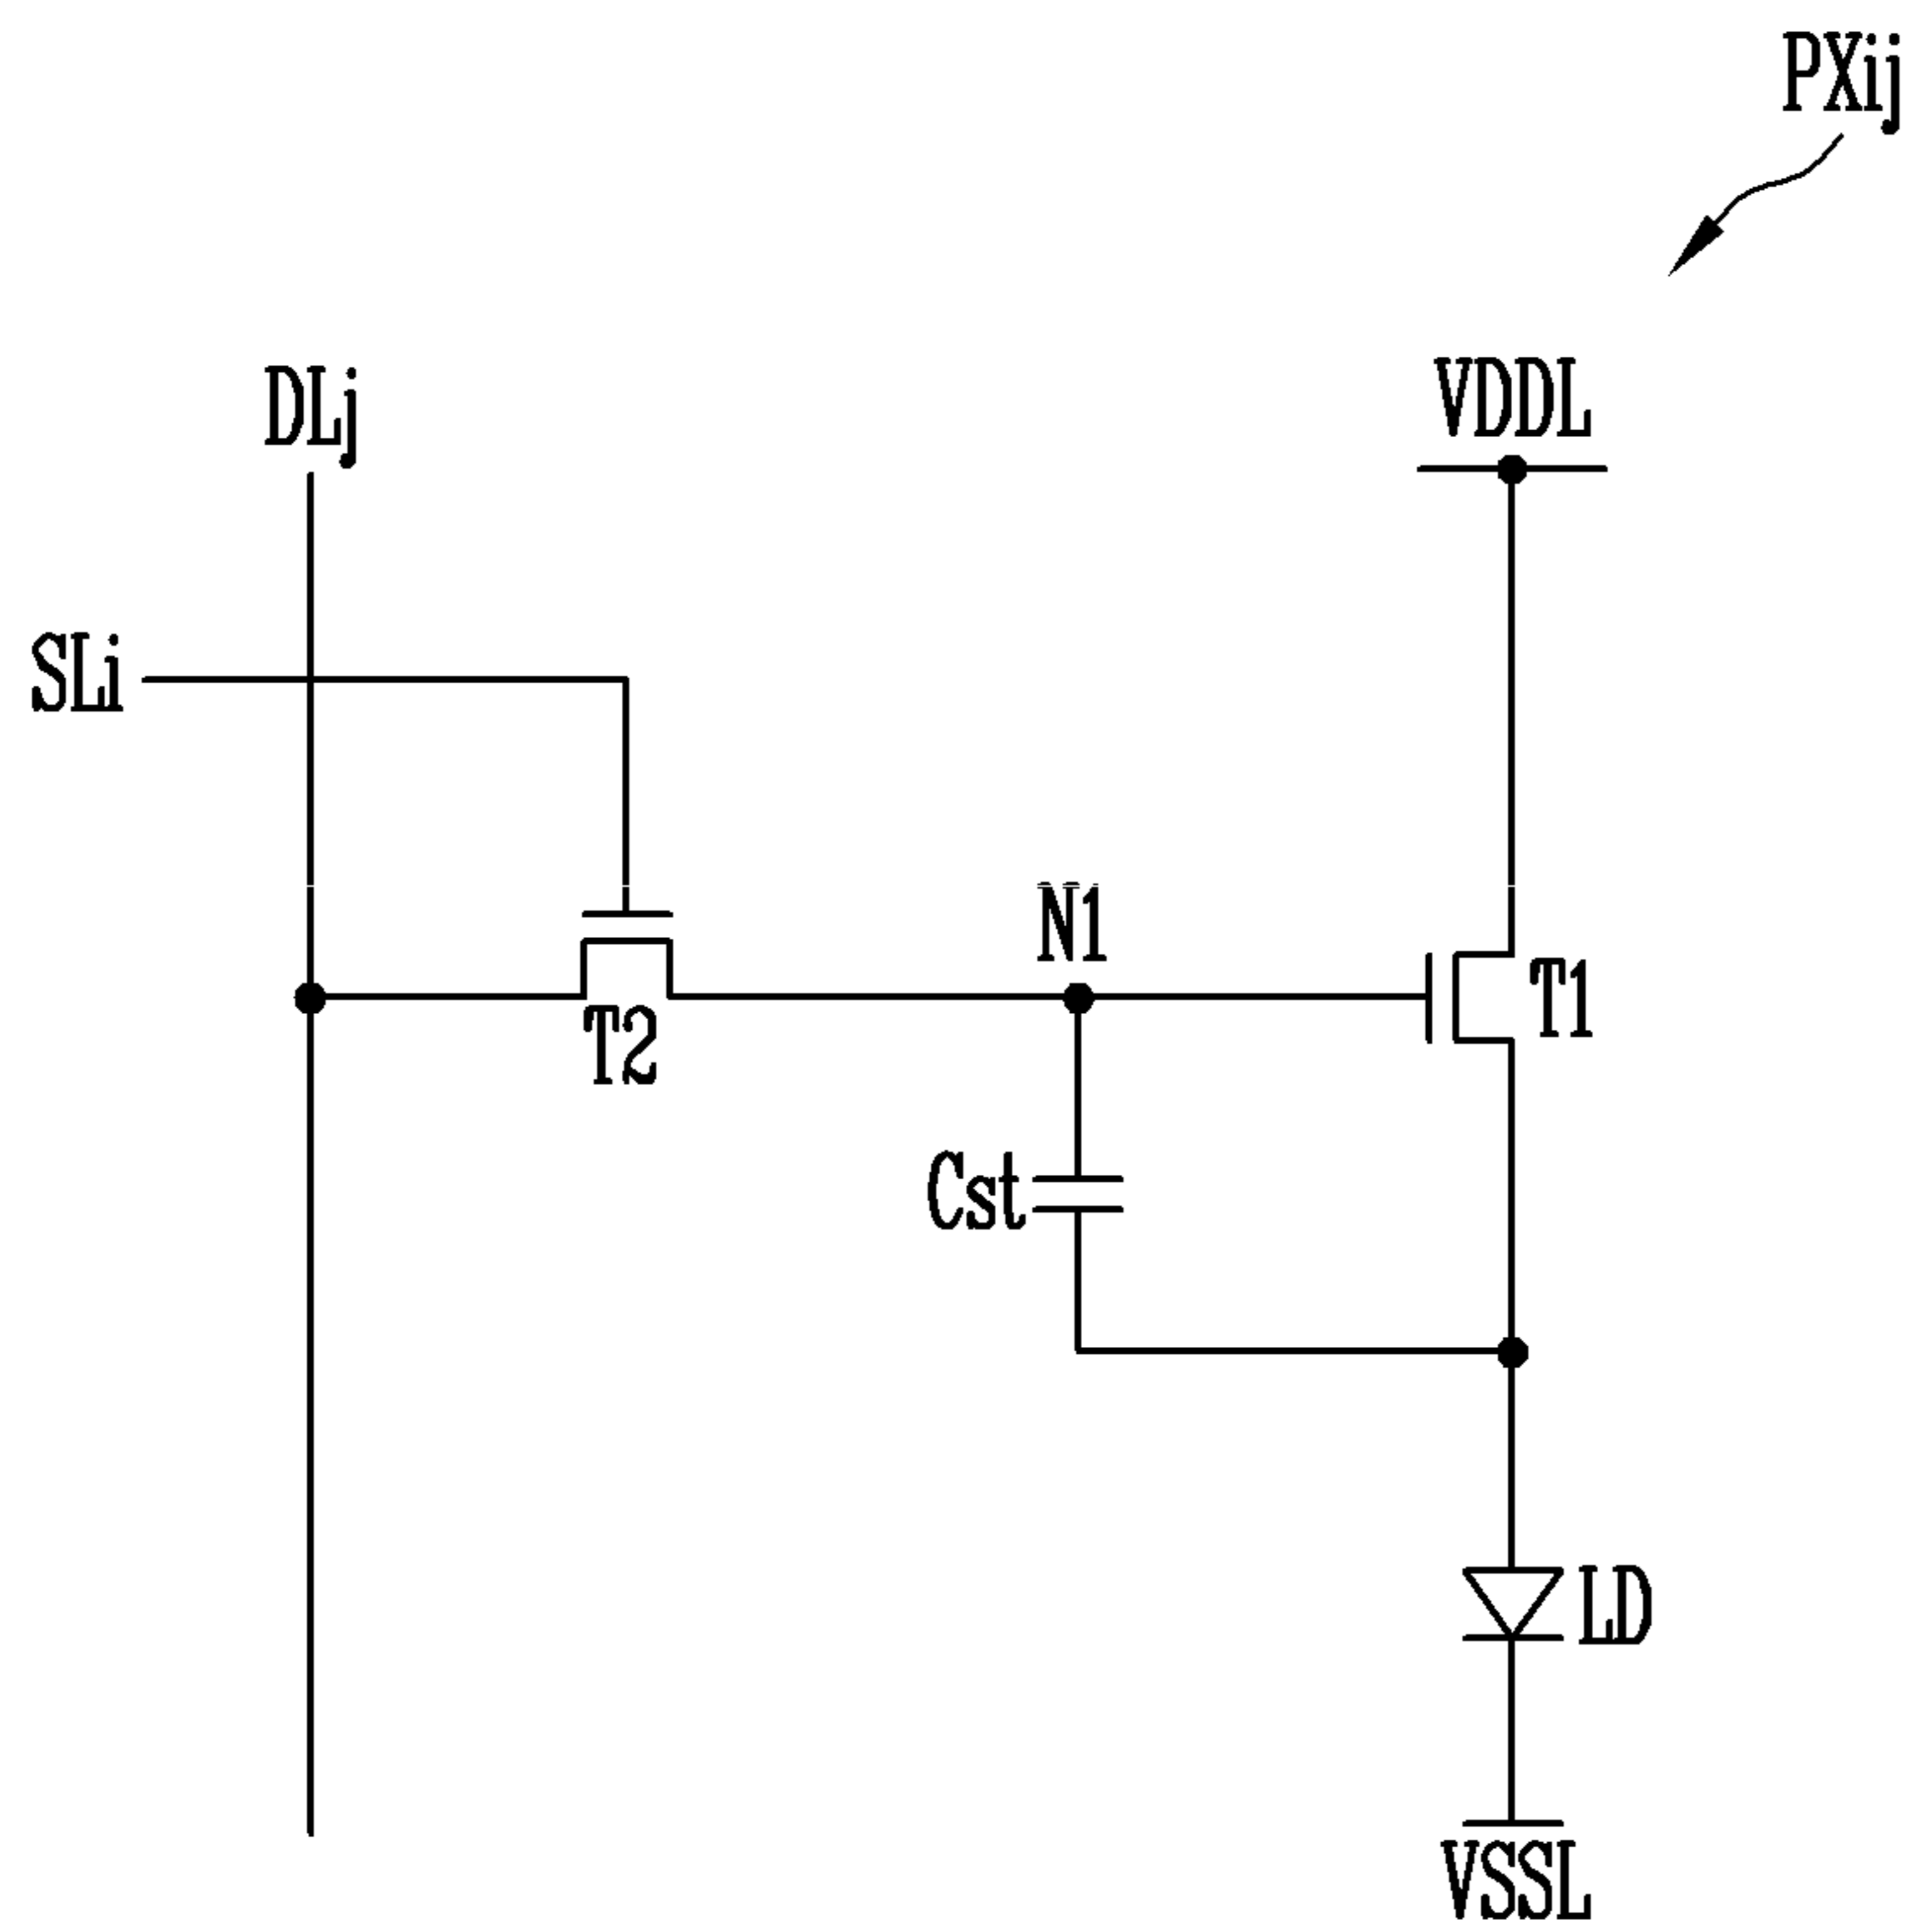 PXij
DLj
VDDL
SLi
N1
T1
T2
Cst
LD
VSSL